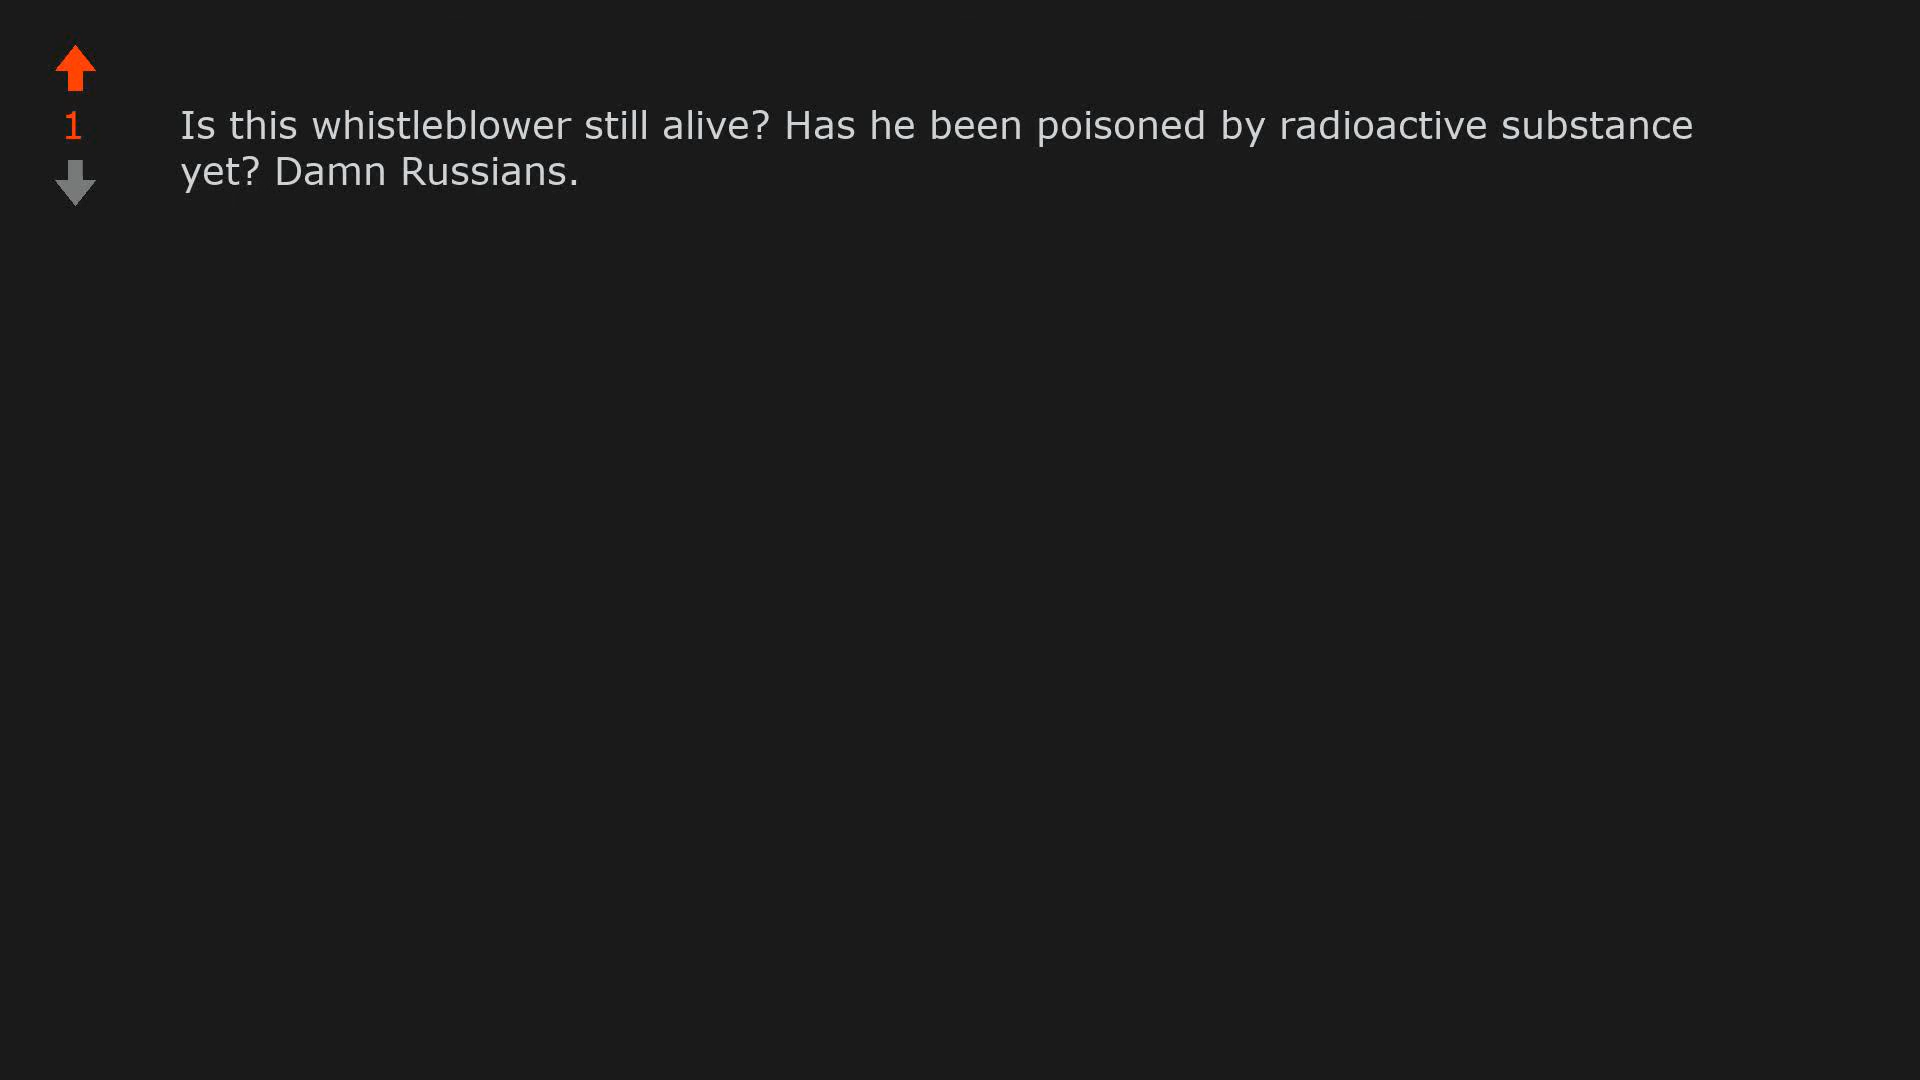 1
Is this whistleblower still alive? Has he been poisoned by radioactive substance
yet? Damn Russians.